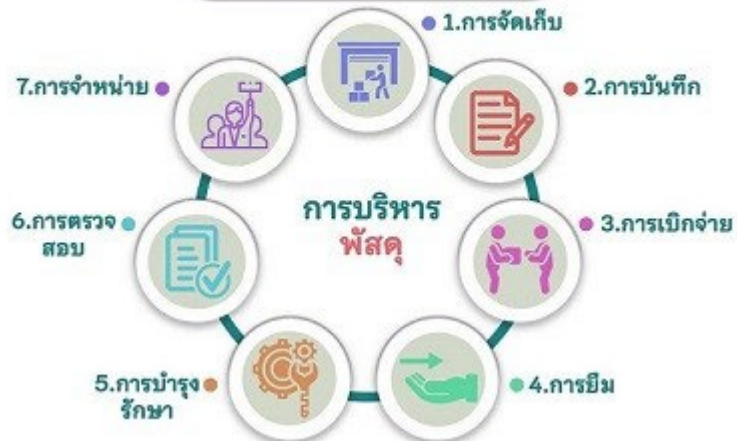 1.การจัดเก็บ
2.การบันทึก
3.การเบิกจ่าย
4.การยืม
5.การบำรุง
รักษา
6.การตรวจ
สอบ
7.การจำหน่าย
การบริหาร
พัสดุ